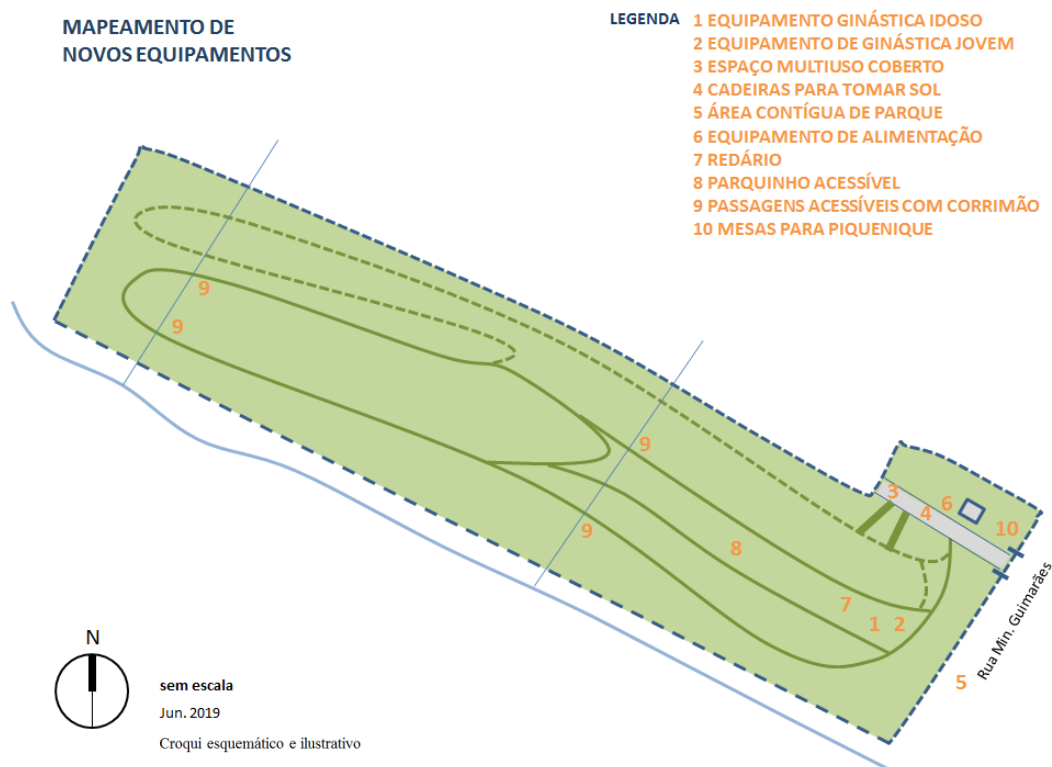 MAPEAMENTO DE
NOVOS EQUIPAMENTOS
LEGENDA
1 EQUIPAMENTO GINÁSTICA IDOSO
2 EQUIPAMENTO DE GINÁSTICA JOVEM
3 ESPAÇO MULTIUSO COBERTO
4 CADEIRAS PARA TOMAR SOL
5 ÁREA CONTÍGUA DE PARQUE
6 EQUIPAMENTO DE ALIMENTAÇÃO
7 REDÁRIO
8 PARQUINHO ACESSÍVEL
9 PASSAGENS ACESSÍVEIS COM CORRIMÃO
10 MESAS PARA PIQUENIQUE
9
9
9
9
3
4
6
10
8
7
1
2
5
Rua Min. Guimarães
N
sem escala
Jun. 2019
Croqui esquemático e ilustrativo